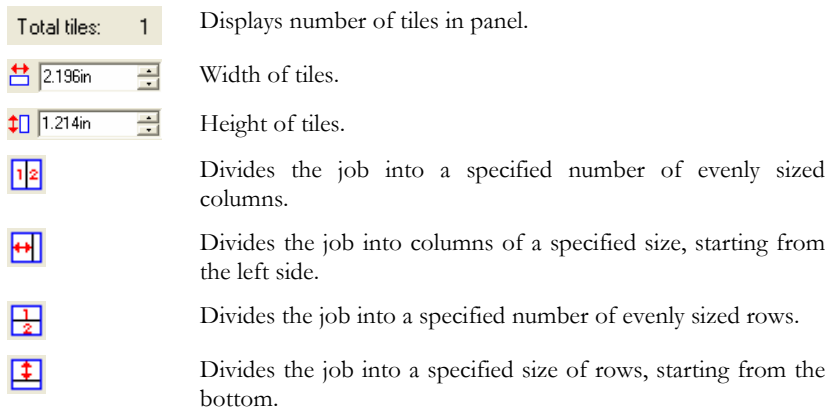 Total tiles: 1 Displays number of tiles in panel.
2.196in Width of tiles.
1.214in Height of tiles.
1 2 Divides the job into a specified number of evenly sized
columns.
Divides the job into columns of a specified size, starting from
the left side.
1
2 Divides the job into a specified number of evenly sized rows.
Divides the job into a specified size of rows, starting from the
bottom.